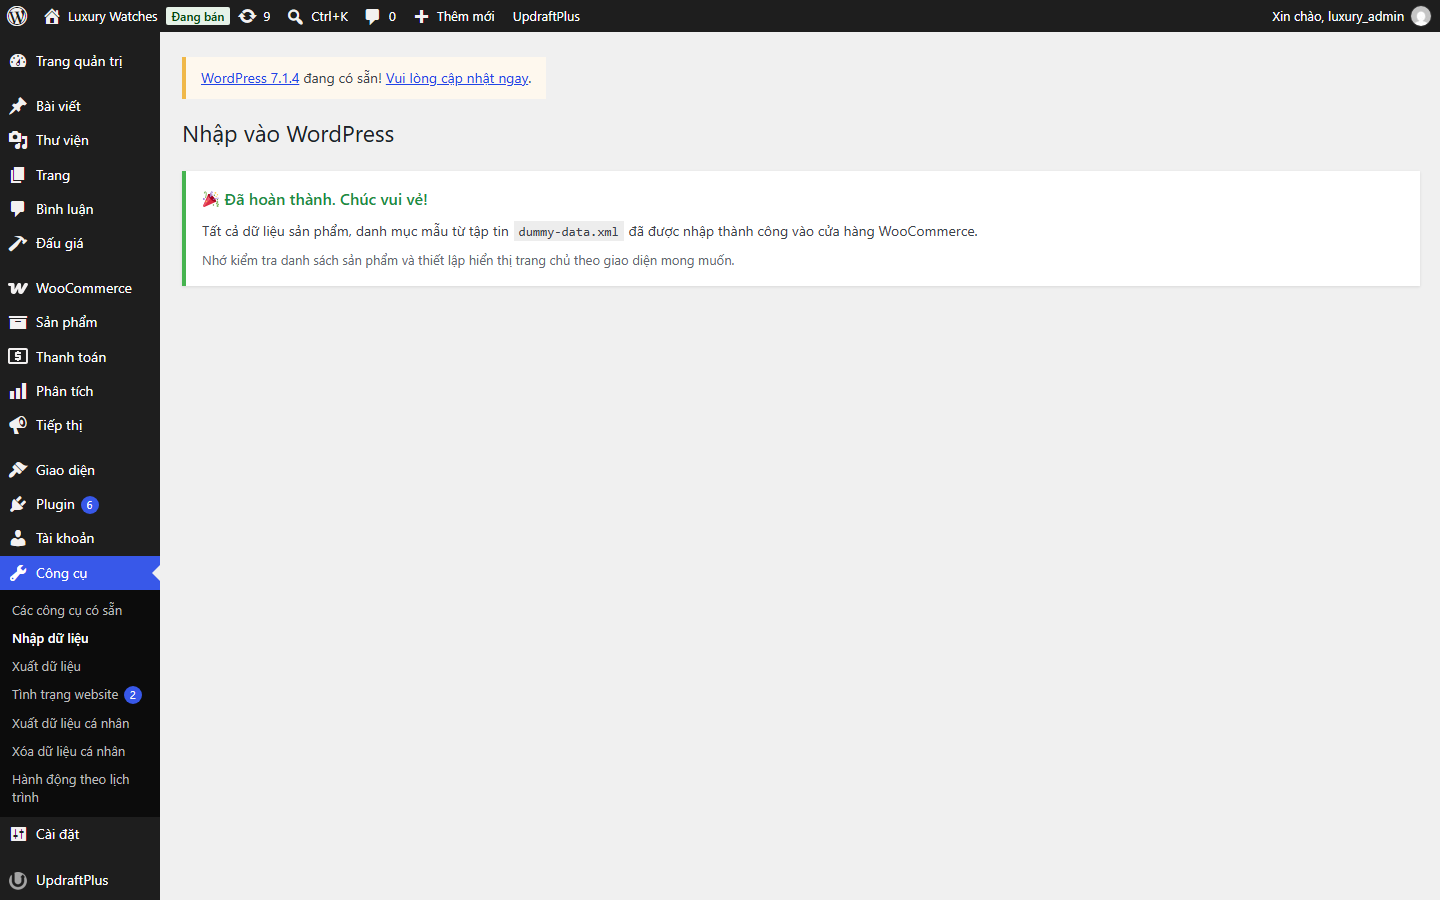 Luxury Watches Đang bán 9 Ctrl+K 0 Thêm mới UpdraftPlus Xin chào, luxury_admin
Trang quản trị
Bài viết
Thư viện
Trang
Bình luận
Đấu giá
WooCommerce
Sản phẩm
Thanh toán
Phân tích
Tiếp thị
Giao diện
Plugin 6
Tài khoản
Công cụ
Các công cụ có sẵn
Nhập dữ liệu
Xuất dữ liệu
Tình trạng website 2
Xuất dữ liệu cá nhân
Xóa dữ liệu cá nhân
Hành động theo lịch
trình
Cài đặt
UpdraftPlus
WordPress 7.1.4 đang có sẵn! Vui lòng cập nhật ngay.
Nhập vào WordPress
🎉 Đã hoàn thành. Chúc vui vẻ!
Tất cả dữ liệu sản phẩm, danh mục mẫu từ tập tin dummy-data.xml đã được nhập thành công vào cửa hàng WooCommerce.
Nhớ kiểm tra danh sách sản phẩm và thiết lập hiển thị trang chủ theo giao diện mong muốn.